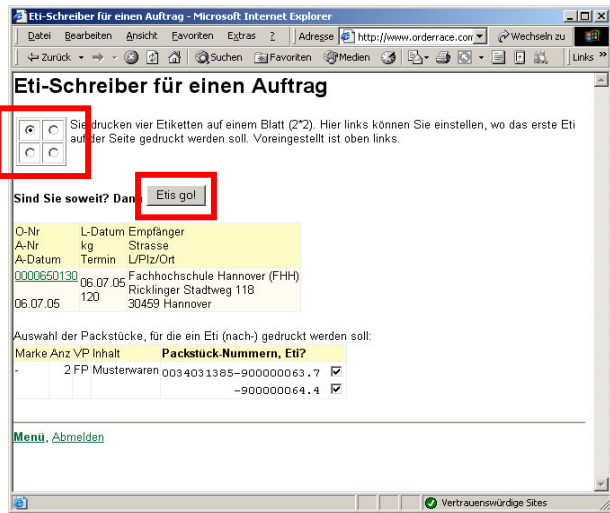 Eti-Schreiber für einen Auftrag - Microsoft Internet Explorer
Datei Bearbeiten Ansicht Favoriten Extras ? Adresse http://www.orderrace.com Wechseln zu
Zurück Suchen Favoriten Medien Links »
Eti-Schreiber für einen Auftrag
Sie drucken vier Etiketten auf einem Blatt (2*2). Hier links können Sie einstellen, wo das erste Eti
auf der Seite gedruckt werden soll. Voreingestellt ist oben links.
Sind Sie soweit? Dann Etis go!
O-Nr L-Datum Empfänger
A-Nr kg Strasse
A-Datum Termin L/Plz/Ort
0000650130 06.07.05 Fachhochschule Hannover (FHH)
120 Ricklinger Stadtweg 118
06.07.05 30459 Hannover
Auswahl der Packstücke, für die ein Eti (nach-) gedruckt werden soll:
Marke Anz VP Inhalt Packstück-Nummern, Eti?
- 2 FP Musterwaren 0034031385-900000063.7
-900000064.4
Menü, Abmelden
Vertrauenswürdige Sites